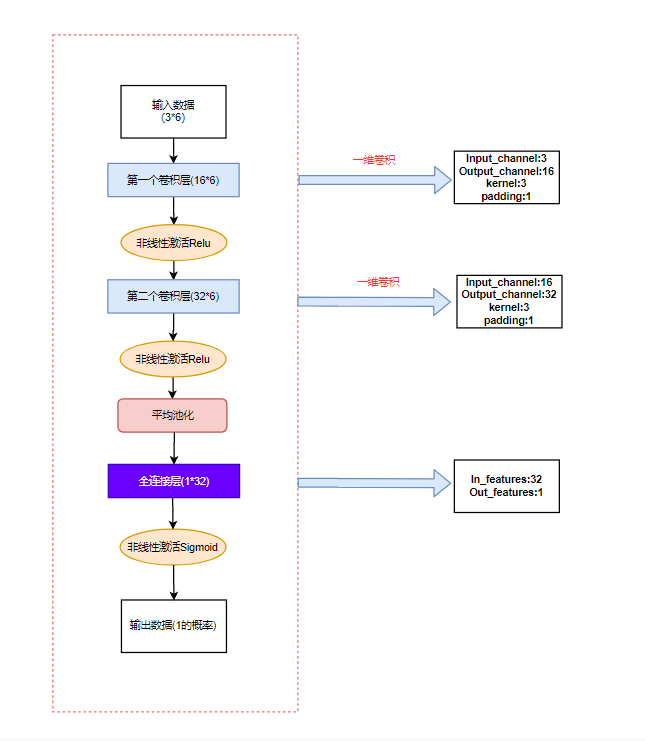 输入数据
(3*6)
第一个卷积层(16*6)
一维卷积
Input_channel:3
Output_channel:16
kernel:3
padding:1
非线性激活Relu
第二个卷积层(32*6)
一维卷积
Input_channel:16
Output_channel:32
kernel:3
padding:1
非线性激活Relu
平均池化
全连接层(1*32)
In_features:32
Out_features:1
非线性激活Sigmoid
输出数据(1的概率)